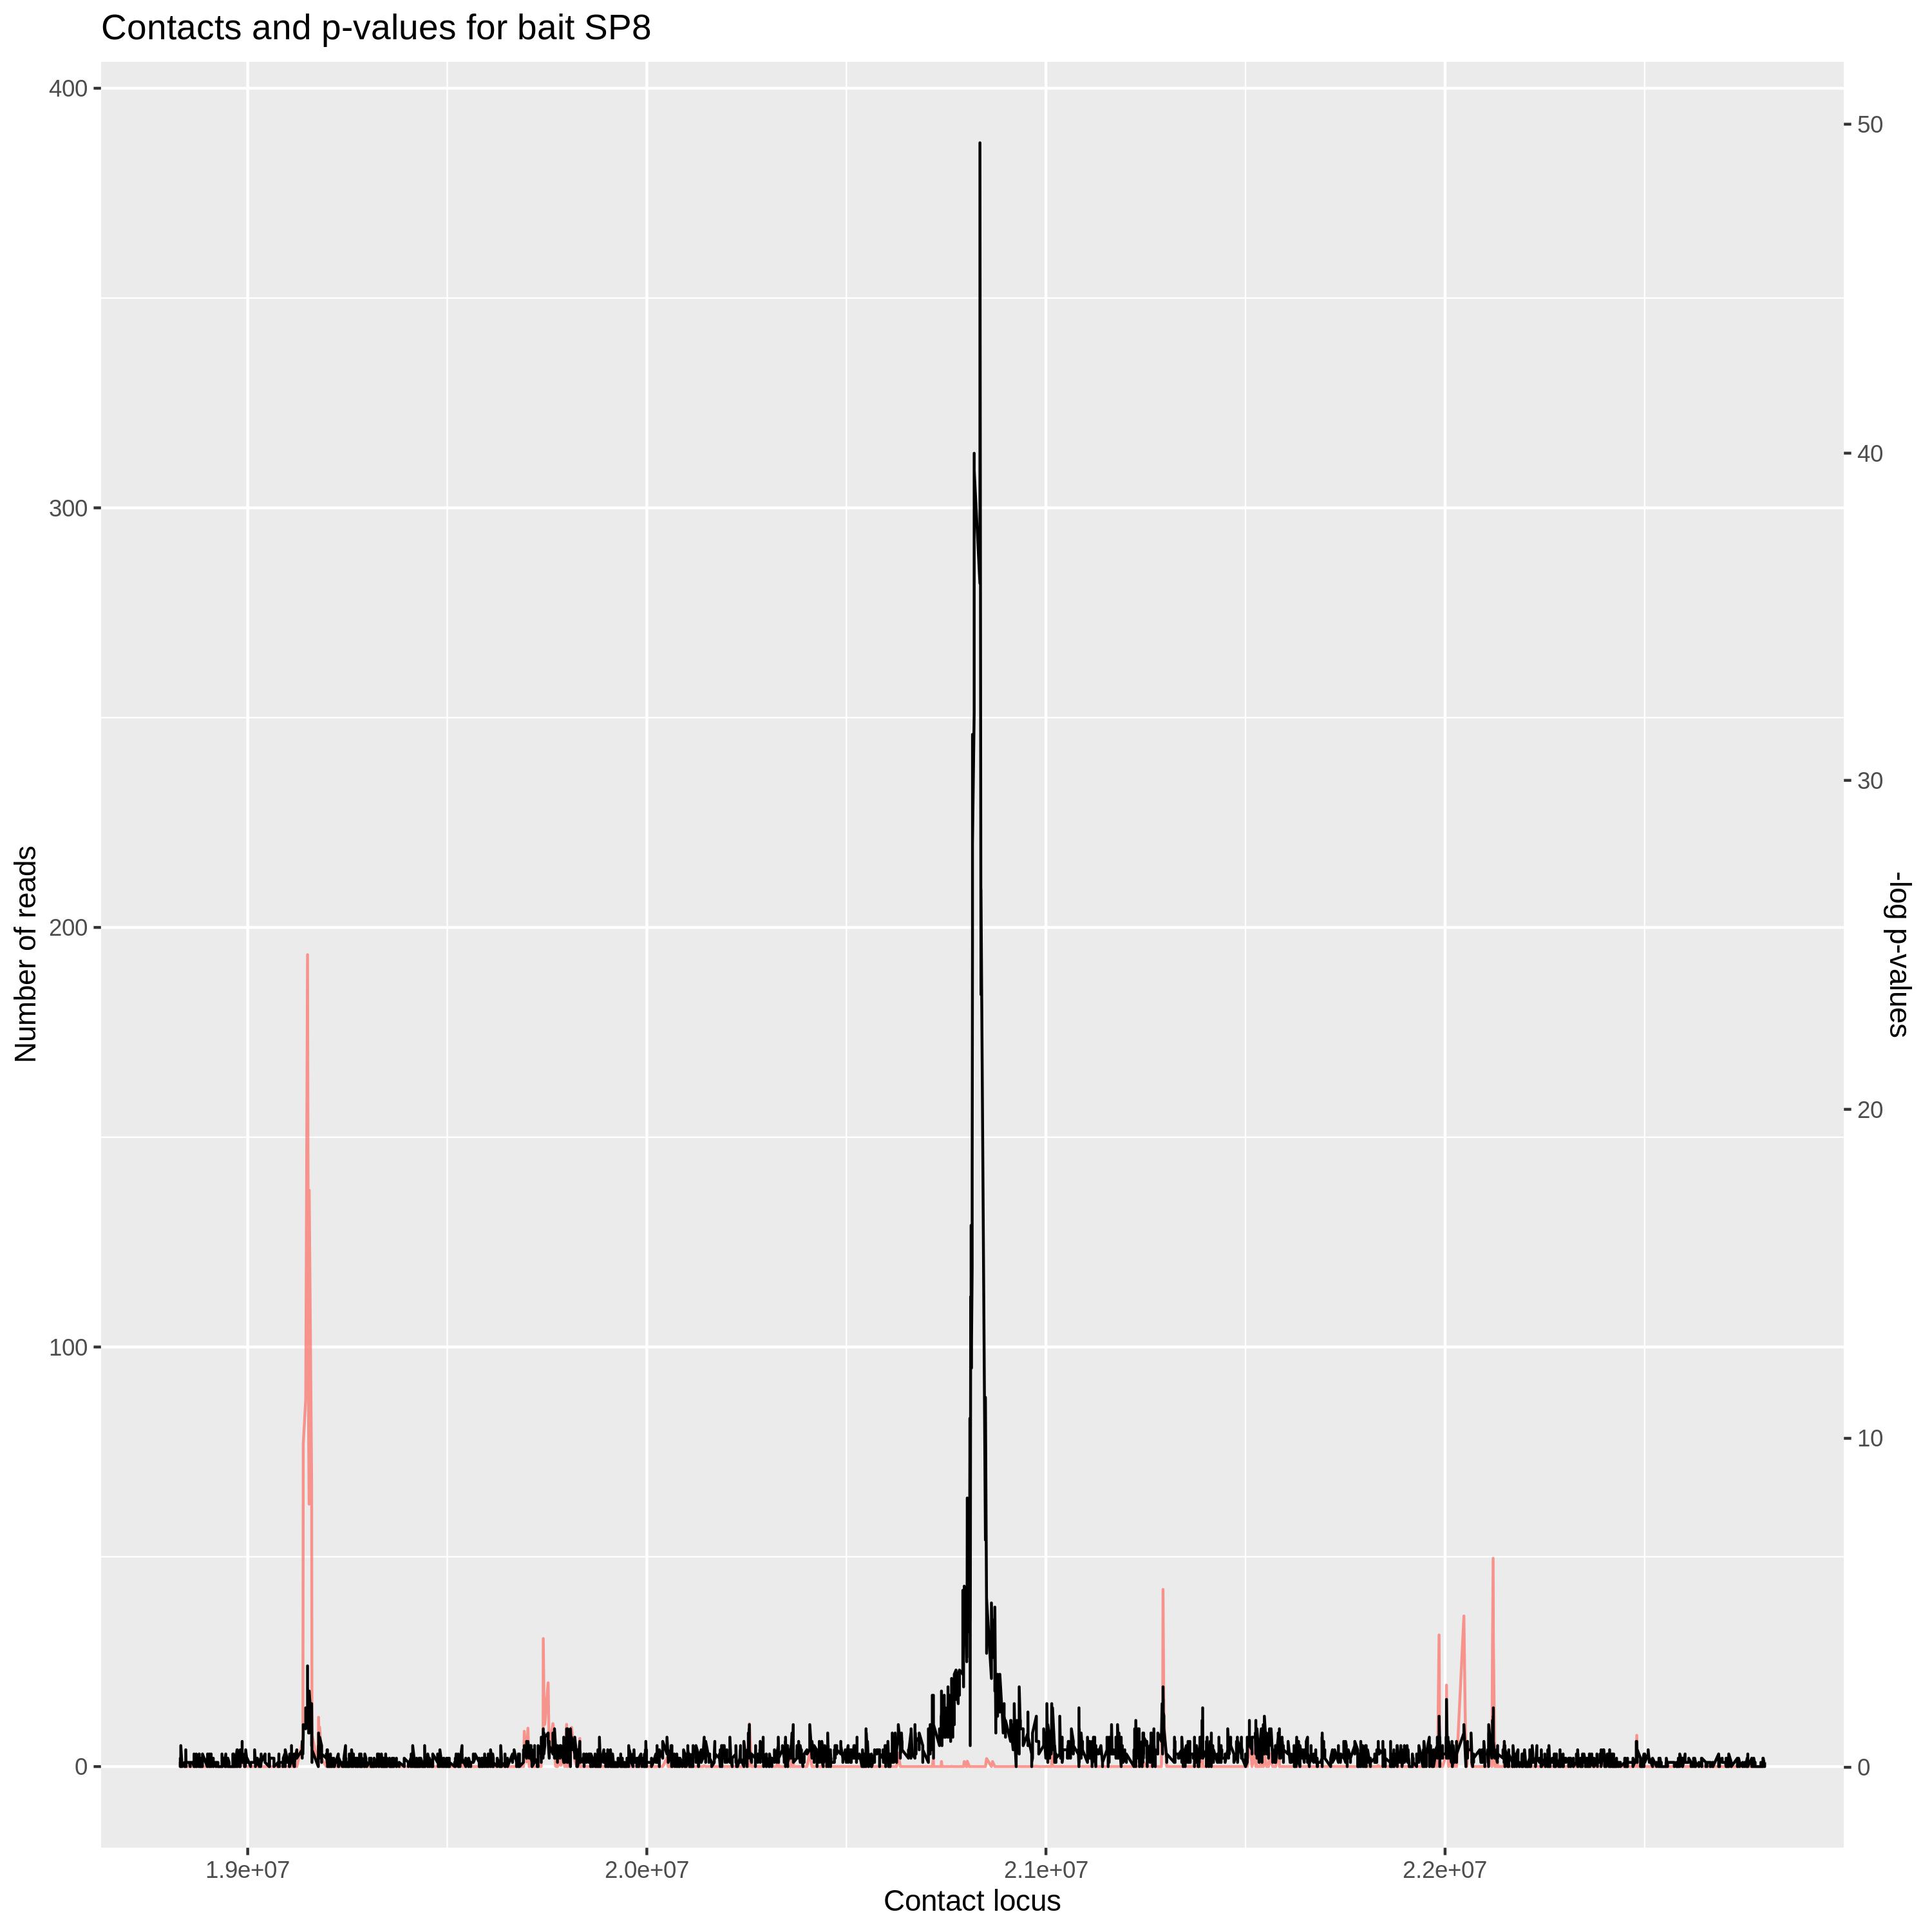 Contacts and p-values for bait SP8
400
300
200
100
0
Number of reads
50
40
30
20
10
0
-log p-values
1.9e+07
2.0e+07
2.1e+07
2.2e+07
Contact locus